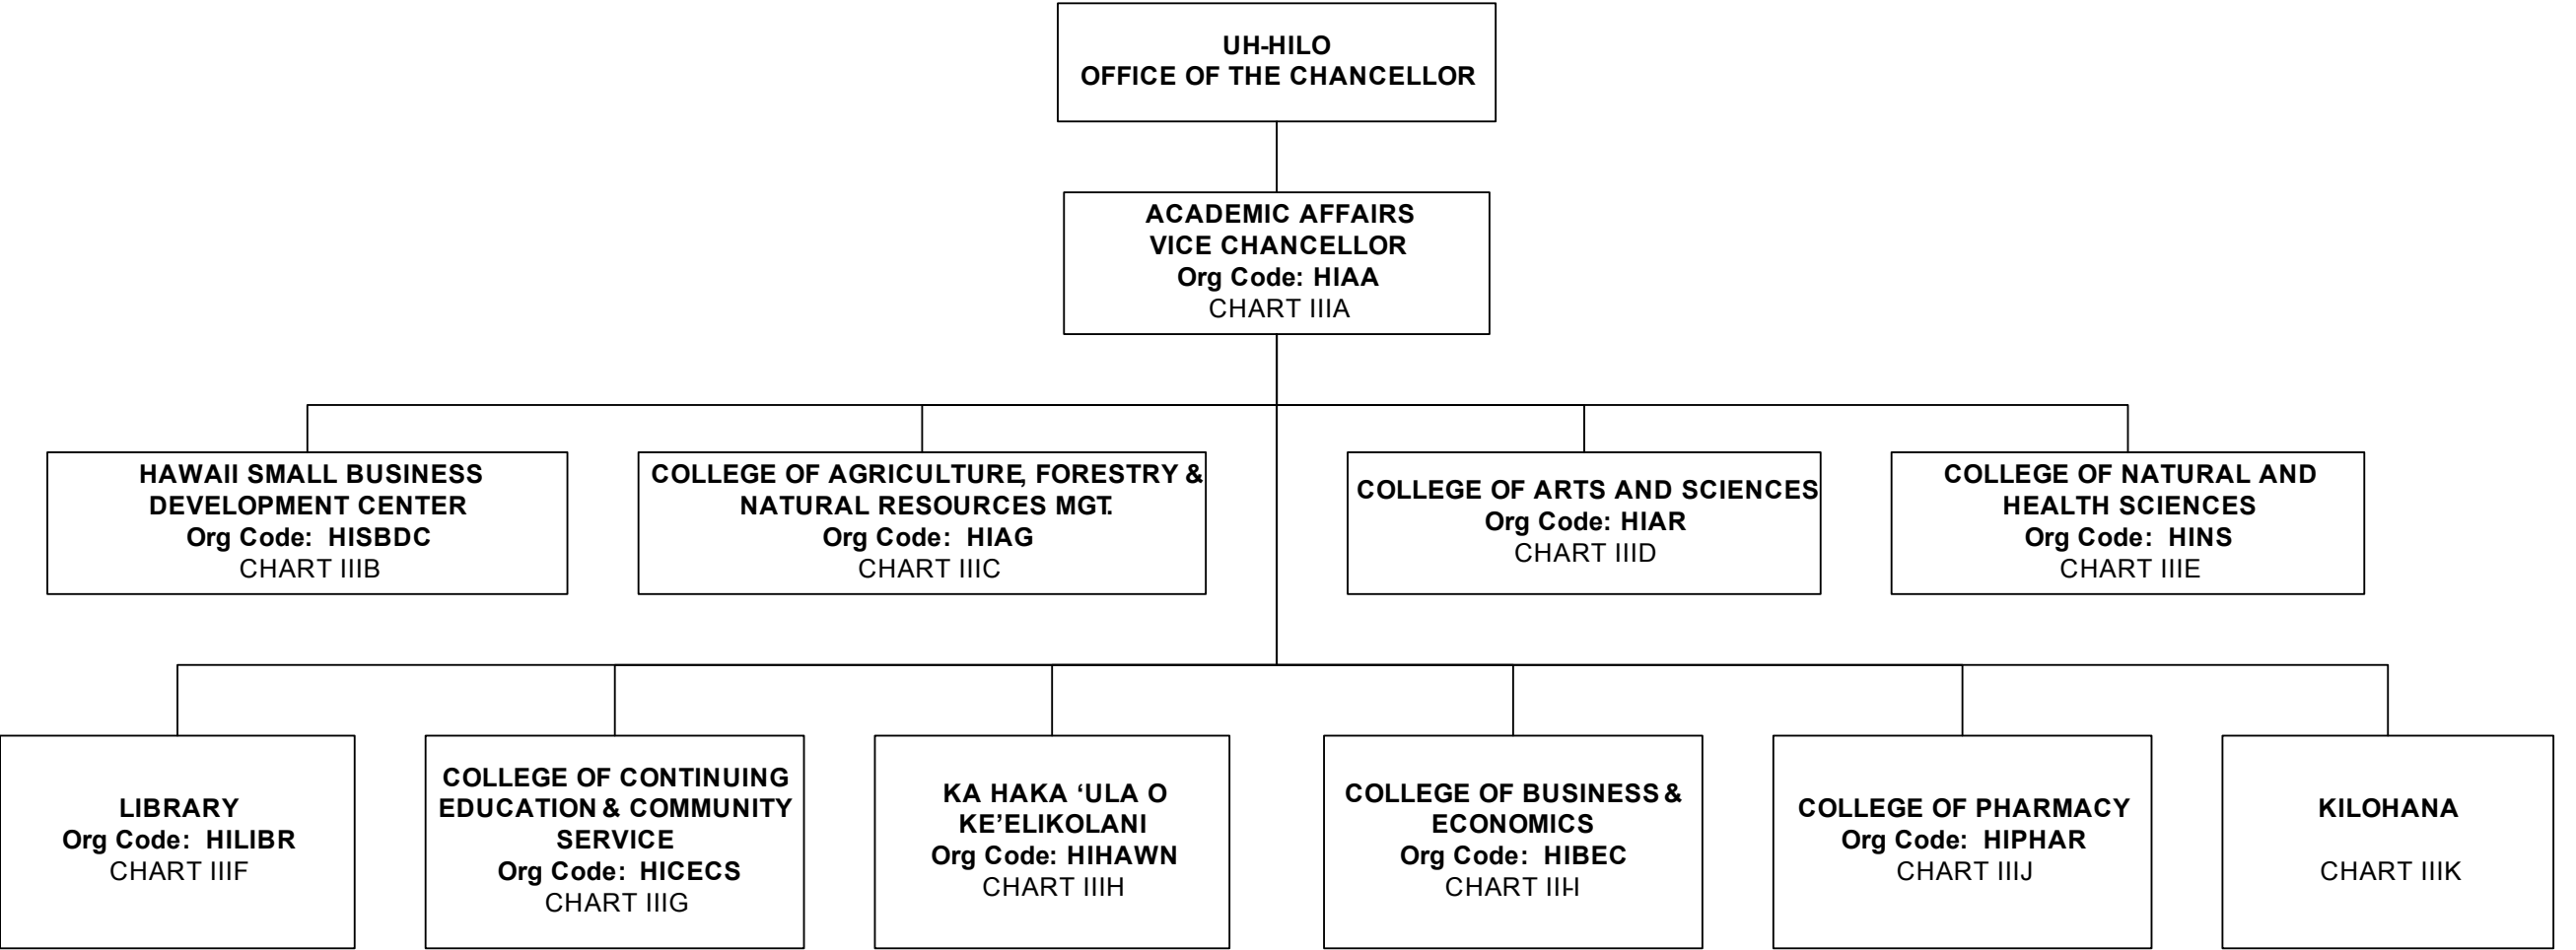 UH-HILO
OFFICE OF THE CHANCELLOR
ACADEMIC AFFAIRS
VICE CHANCELLOR
Org Code: HIAA
CHART IIIA
HAWAII SMALL BUSINESS
DEVELOPMENT CENTER
Org Code: HISBDC
CHART IIIB
COLLEGE OF AGRICULTURE, FORESTRY &
NATURAL RESOURCES MGT.
Org Code: HIAG
CHART IIIC
COLLEGE OF ARTS AND SCIENCES
Org Code: HIAR
CHART IIID
COLLEGE OF NATURAL AND
HEALTH SCIENCES
Org Code: HINS
CHART IIIE
LIBRARY
Org Code: HILIBR
CHART IIIF
COLLEGE OF CONTINUING
EDUCATION & COMMUNITY
SERVICE
Org Code: HICECS
CHART IIIG
KA HAKA ‘ULA O
KE’ELIKOLANI
Org Code: HIHAWN
CHART IIIH
COLLEGE OF BUSINESS &
ECONOMICS
Org Code: HIBEC
CHART III-I
COLLEGE OF PHARMACY
Org Code: HIPHAR
CHART IIIJ
KILOHANA
CHART IIIK